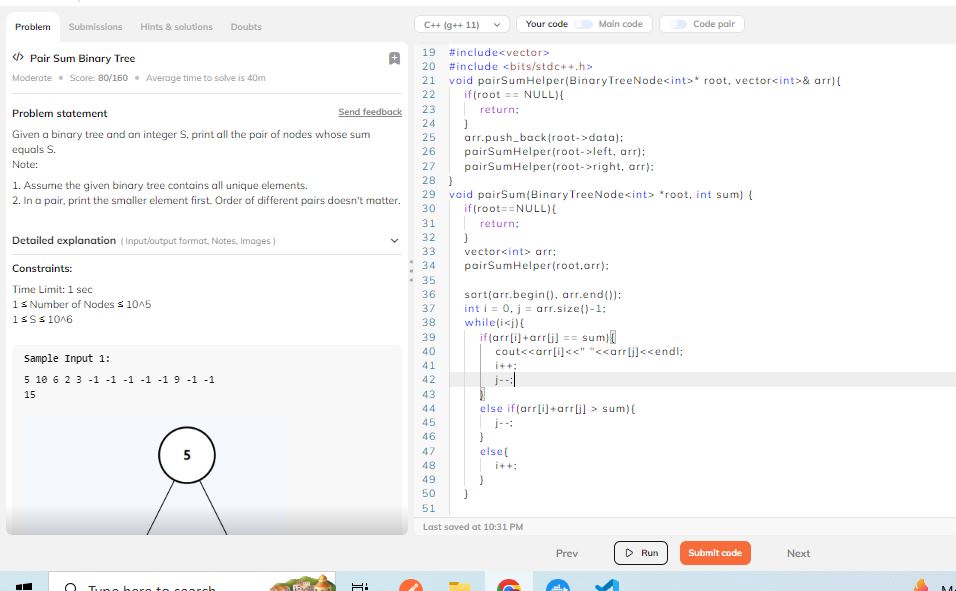 Problem Submissions Hints & solutions Doubts
C++ (g++ 11) Your code Main code Code pair
</> Pair Sum Binary Tree
Moderate • Score: 80/160 • Average time to solve is 40m
Problem statement Send feedback
Given a binary tree and an integer S, print all the pair of nodes whose sum
equals S.
Note:
1. Assume the given binary tree contains all unique elements.
2. In a pair, print the smaller element first. Order of different pairs doesn't matter.
Detailed explanation ( Input/output format, Notes, Images )
Constraints:
Time Limit: 1 sec
1 ≤ Number of Nodes ≤ 10^5
1 ≤ S ≤ 10^6
Sample Input 1:
5 10 6 2 3 -1 -1 -1 -1 -1 9 -1 -1
15
5
19 #include<vector>
20 #include <bits/stdc++.h>
21 void pairSumHelper(BinaryTreeNode<int>* root, vector<int>& arr){
22 if(root == NULL){
23 return;
24 }
25 arr.push_back(root->data);
26 pairSumHelper(root->left, arr);
27 pairSumHelper(root->right, arr);
28 }
29 void pairSum(BinaryTreeNode<int> *root, int sum) {
30 if(root==NULL){
31 return;
32 }
33 vector<int> arr;
34 pairSumHelper(root,arr);
35
36 sort(arr.begin(), arr.end());
37 int i = 0, j = arr.size()-1;
38 while(i<j){
39 if(arr[i]+arr[j] == sum){
40 cout<<arr[i]<<" "<<arr[j]<<endl;
41 i++;
42 j--;
43 }
44 else if(arr[i]+arr[j] > sum){
45 j--;
46 }
47 else{
48 i++;
49 }
50 }
51
Last saved at 10:31 PM
Prev Run Submit code Next
Type here to search